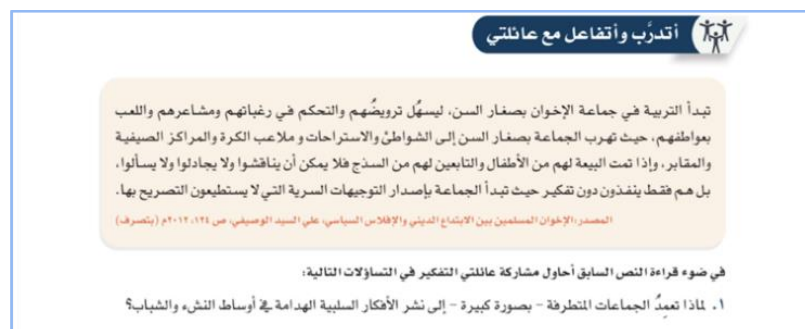 أتدرَّب وأتفاعل مع عائلتي
تبدأ التربية في جماعة الإخوان بصغار السن، ليسهُل ترويضُهم والتحكم في رغباتهم ومشاعرهم واللعب
بعواطفهم، حيث تهرب الجماعة بصغار السن إلى الشواطئ والاستراحات وملاعب الكرة والمراكز الصيفية
والمقابر، وإذا تمت البيعة لهم من الأطفال والتابعين لهم من السذج فلا يمكن أن يناقشوا ولا يجادلوا ولا يسألوا،
بل هم فقط ينفذون دون تفكير حيث تبدأ الجماعة بإصدار التوجيهات السرية التي لا يستطيعون التصريح بها.
المصدر: الإخوان المسلمين بين الابتداع الديني والإفلاس السياسي، علي السيد الوصيفي، ص ١٢٤، ٢٠١٢م (بتصرف)
في ضوء قراءة النص السابق أحاول مشاركة عائلتي التفكير في التساؤلات التالية:
١. لماذا تعمِدُ الجماعات المتطرفة - بصورة كبيرة - إلى نشر الأفكار السلبية الهدامة في أوساط النشء والشباب؟